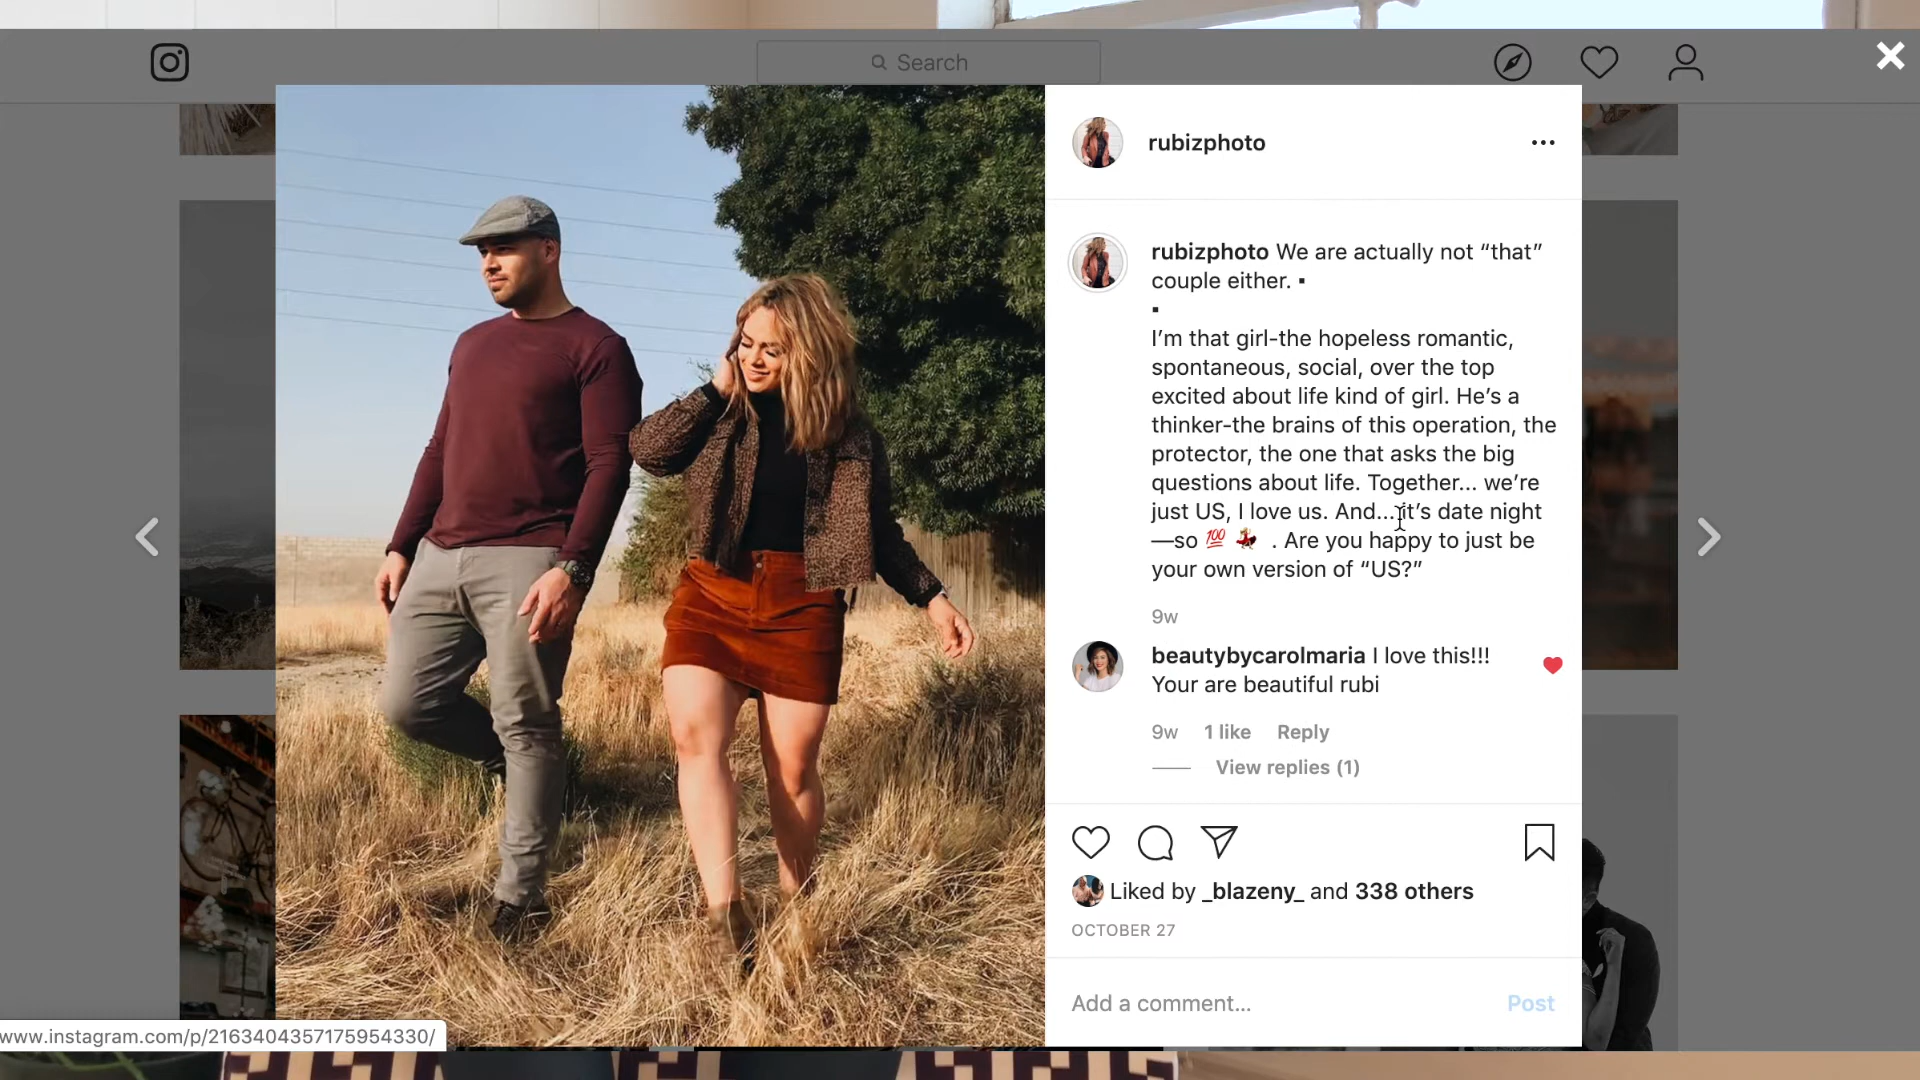 Search
rubizphoto
rubizphoto We are actually not “that”
couple either. ▪
▪
I’m that girl-the hopeless romantic,
spontaneous, social, over the top
excited about life kind of girl. He’s a
thinker-the brains of this operation, the
protector, the one that asks the big
questions about life. Together... we’re
just US, I love us. And...it’s date night
—so 💯 💃 . Are you happy to just be
your own version of “US?”
9w
beautybycarolmaria I love this!!!
Your are beautiful rubi
9w 1 like Reply
View replies (1)
Liked by _blazeny_ and 338 others
OCTOBER 27
Add a comment... Post
www.instagram.com/p/2163404357175954330/